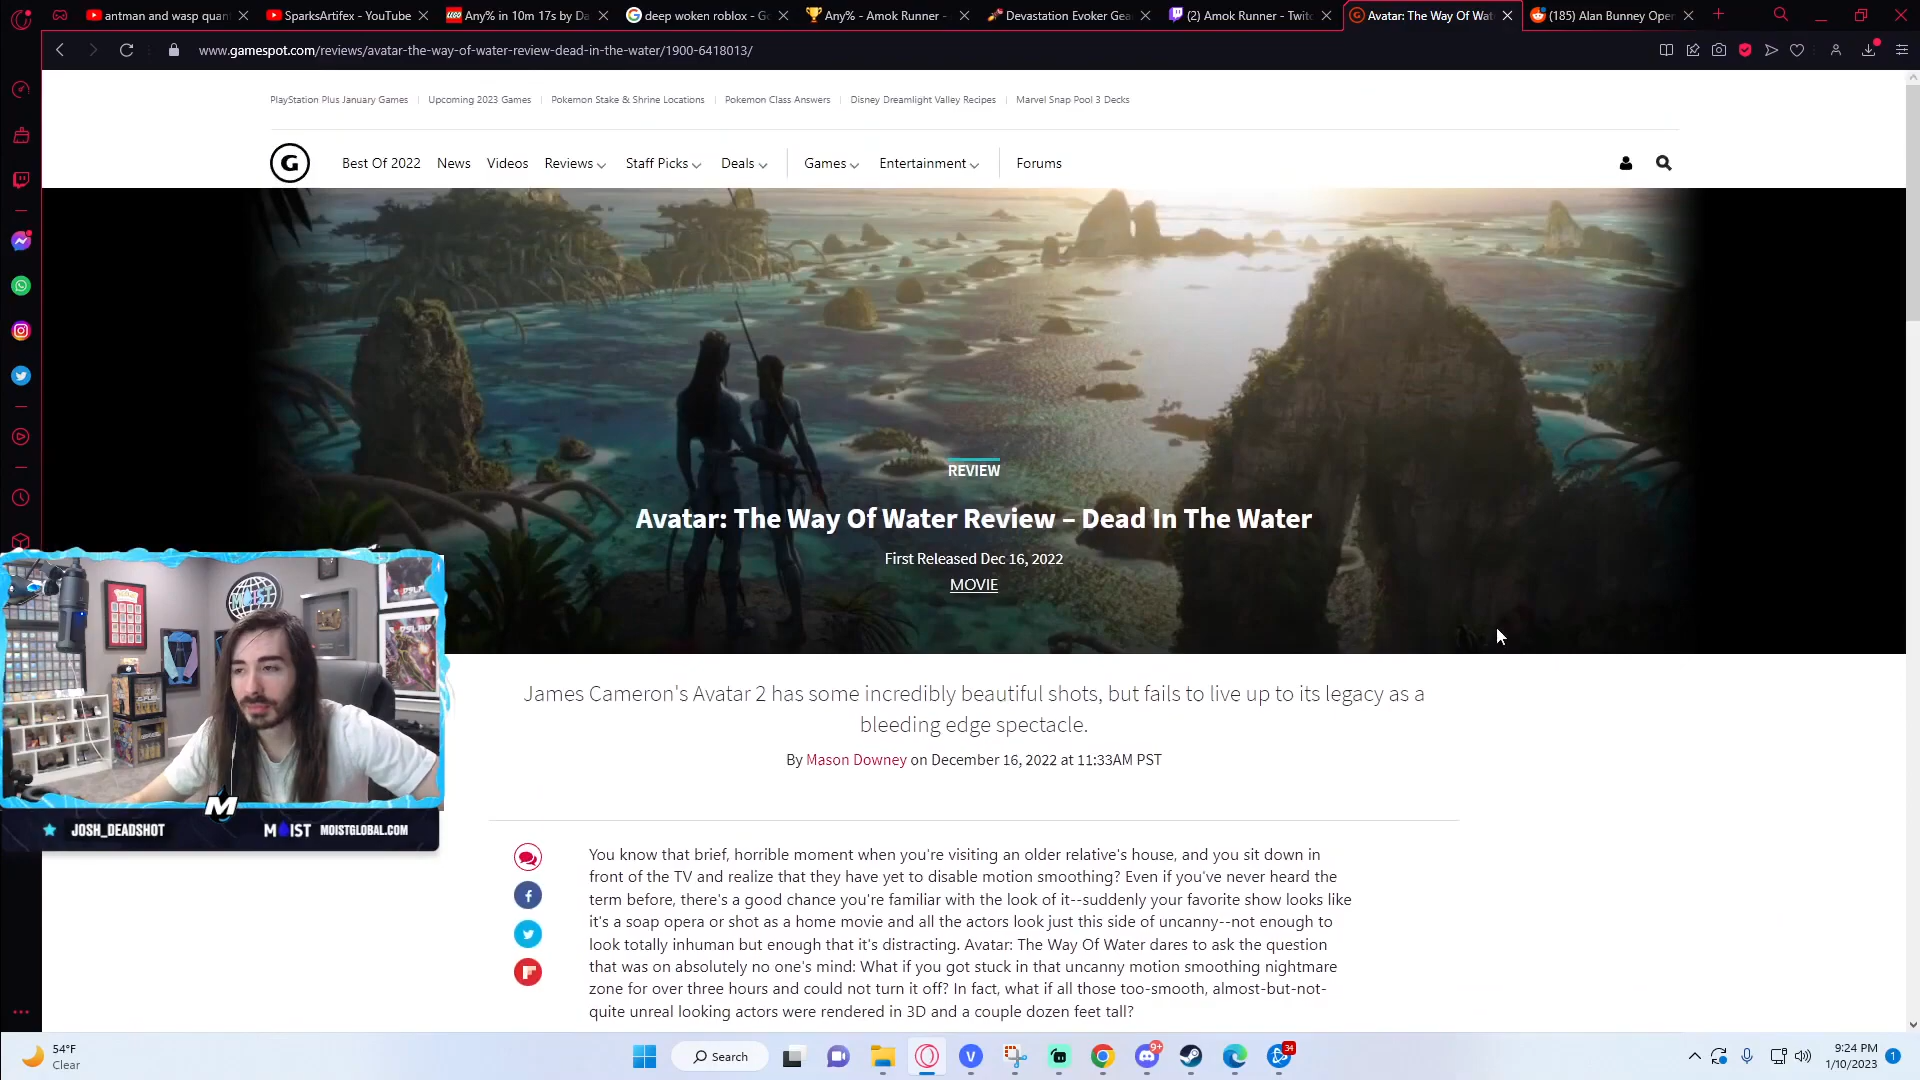 antman and wasp quan
SparksArtifex - YouTube
Any% in 10m 17s by Da
deep woken roblox - Go
Any% - Amok Runner -
Devastation Evoker Gea
(2) Amok Runner - Twitc
Avatar: The Way Of Wat
(185) Alan Bunney Oper
www.gamespot.com/reviews/avatar-the-way-of-water-review-dead-in-the-water/1900-6418013/
PlayStation Plus January Games
Upcoming 2023 Games
Pokemon Stake & Shrine Locations
Pokemon Class Answers
Disney Dreamlight Valley Recipes
Marvel Snap Pool 3 Decks
G
Best Of 2022
News
Videos
Reviews
Staff Picks
Deals
Games
Entertainment
Forums
REVIEW
Avatar: The Way Of Water Review – Dead In The Water
First Released Dec 16, 2022
MOVIE
James Cameron's Avatar 2 has some incredibly beautiful shots, but fails to live up to its legacy as a
bleeding edge spectacle.
By Mason Downey on December 16, 2022 at 11:33AM PST
You know that brief, horrible moment when you're visiting an older relative's house, and you sit down in
front of the TV and realize that they have yet to disable motion smoothing? Even if you've never heard the
term before, there's a good chance you're familiar with the look of it--suddenly your favorite show looks like
it's a soap opera or shot as a home movie and all the actors look just this side of uncanny--not enough to
look totally inhuman but enough that it's distracting. Avatar: The Way Of Water dares to ask the question
that was on absolutely no one's mind: What if you got stuck in that uncanny motion smoothing nightmare
zone for over three hours and could not turn it off? In fact, what if all those too-smooth, almost-but-not-
quite unreal looking actors were rendered in 3D and a couple dozen feet tall?
M
JOSH_DEADSHOT
MOIST
MOISTGLOBAL.COM
54°F
Clear
Search
9+
34
9:24 PM
1/10/2023
1